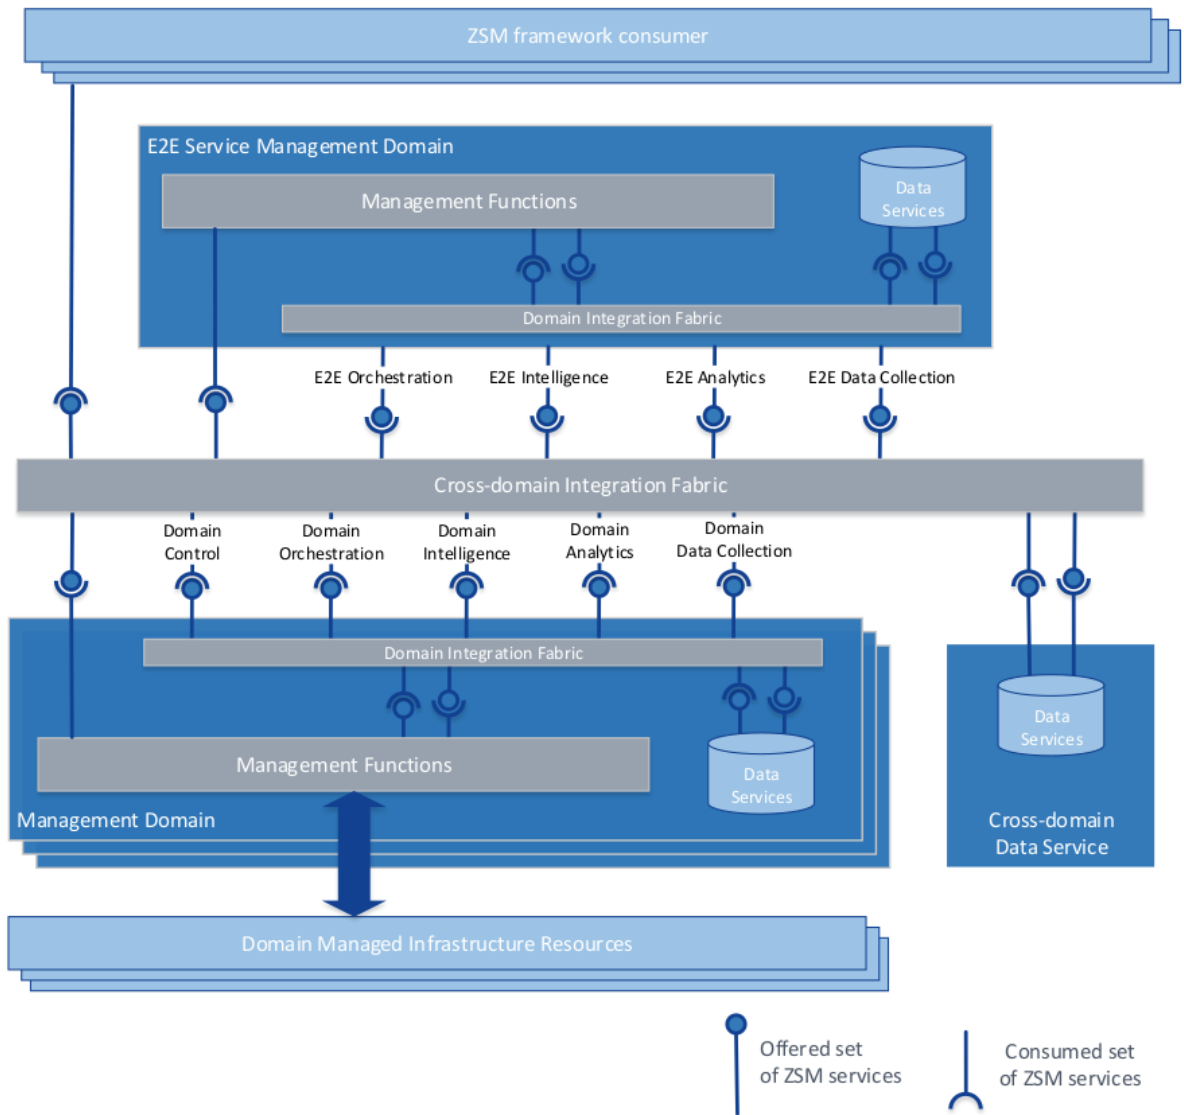 ZSM framework consumer
E2E Service Management Domain
Management Functions
Data
Services
Domain Integration Fabric
E2E Orchestration
E2E Intelligence
E2E Analytics
E2E Data Collection
Cross-domain Integration Fabric
Domain
Control
Domain
Orchestration
Domain
Intelligence
Domain
Analytics
Domain
Data Collection
Domain Integration Fabric
Management Functions
Data
Services
Management Domain
Data
Services
Cross-domain
Data Service
Domain Managed Infrastructure Resources
Offered set
of ZSM services
Consumed set
of ZSM services